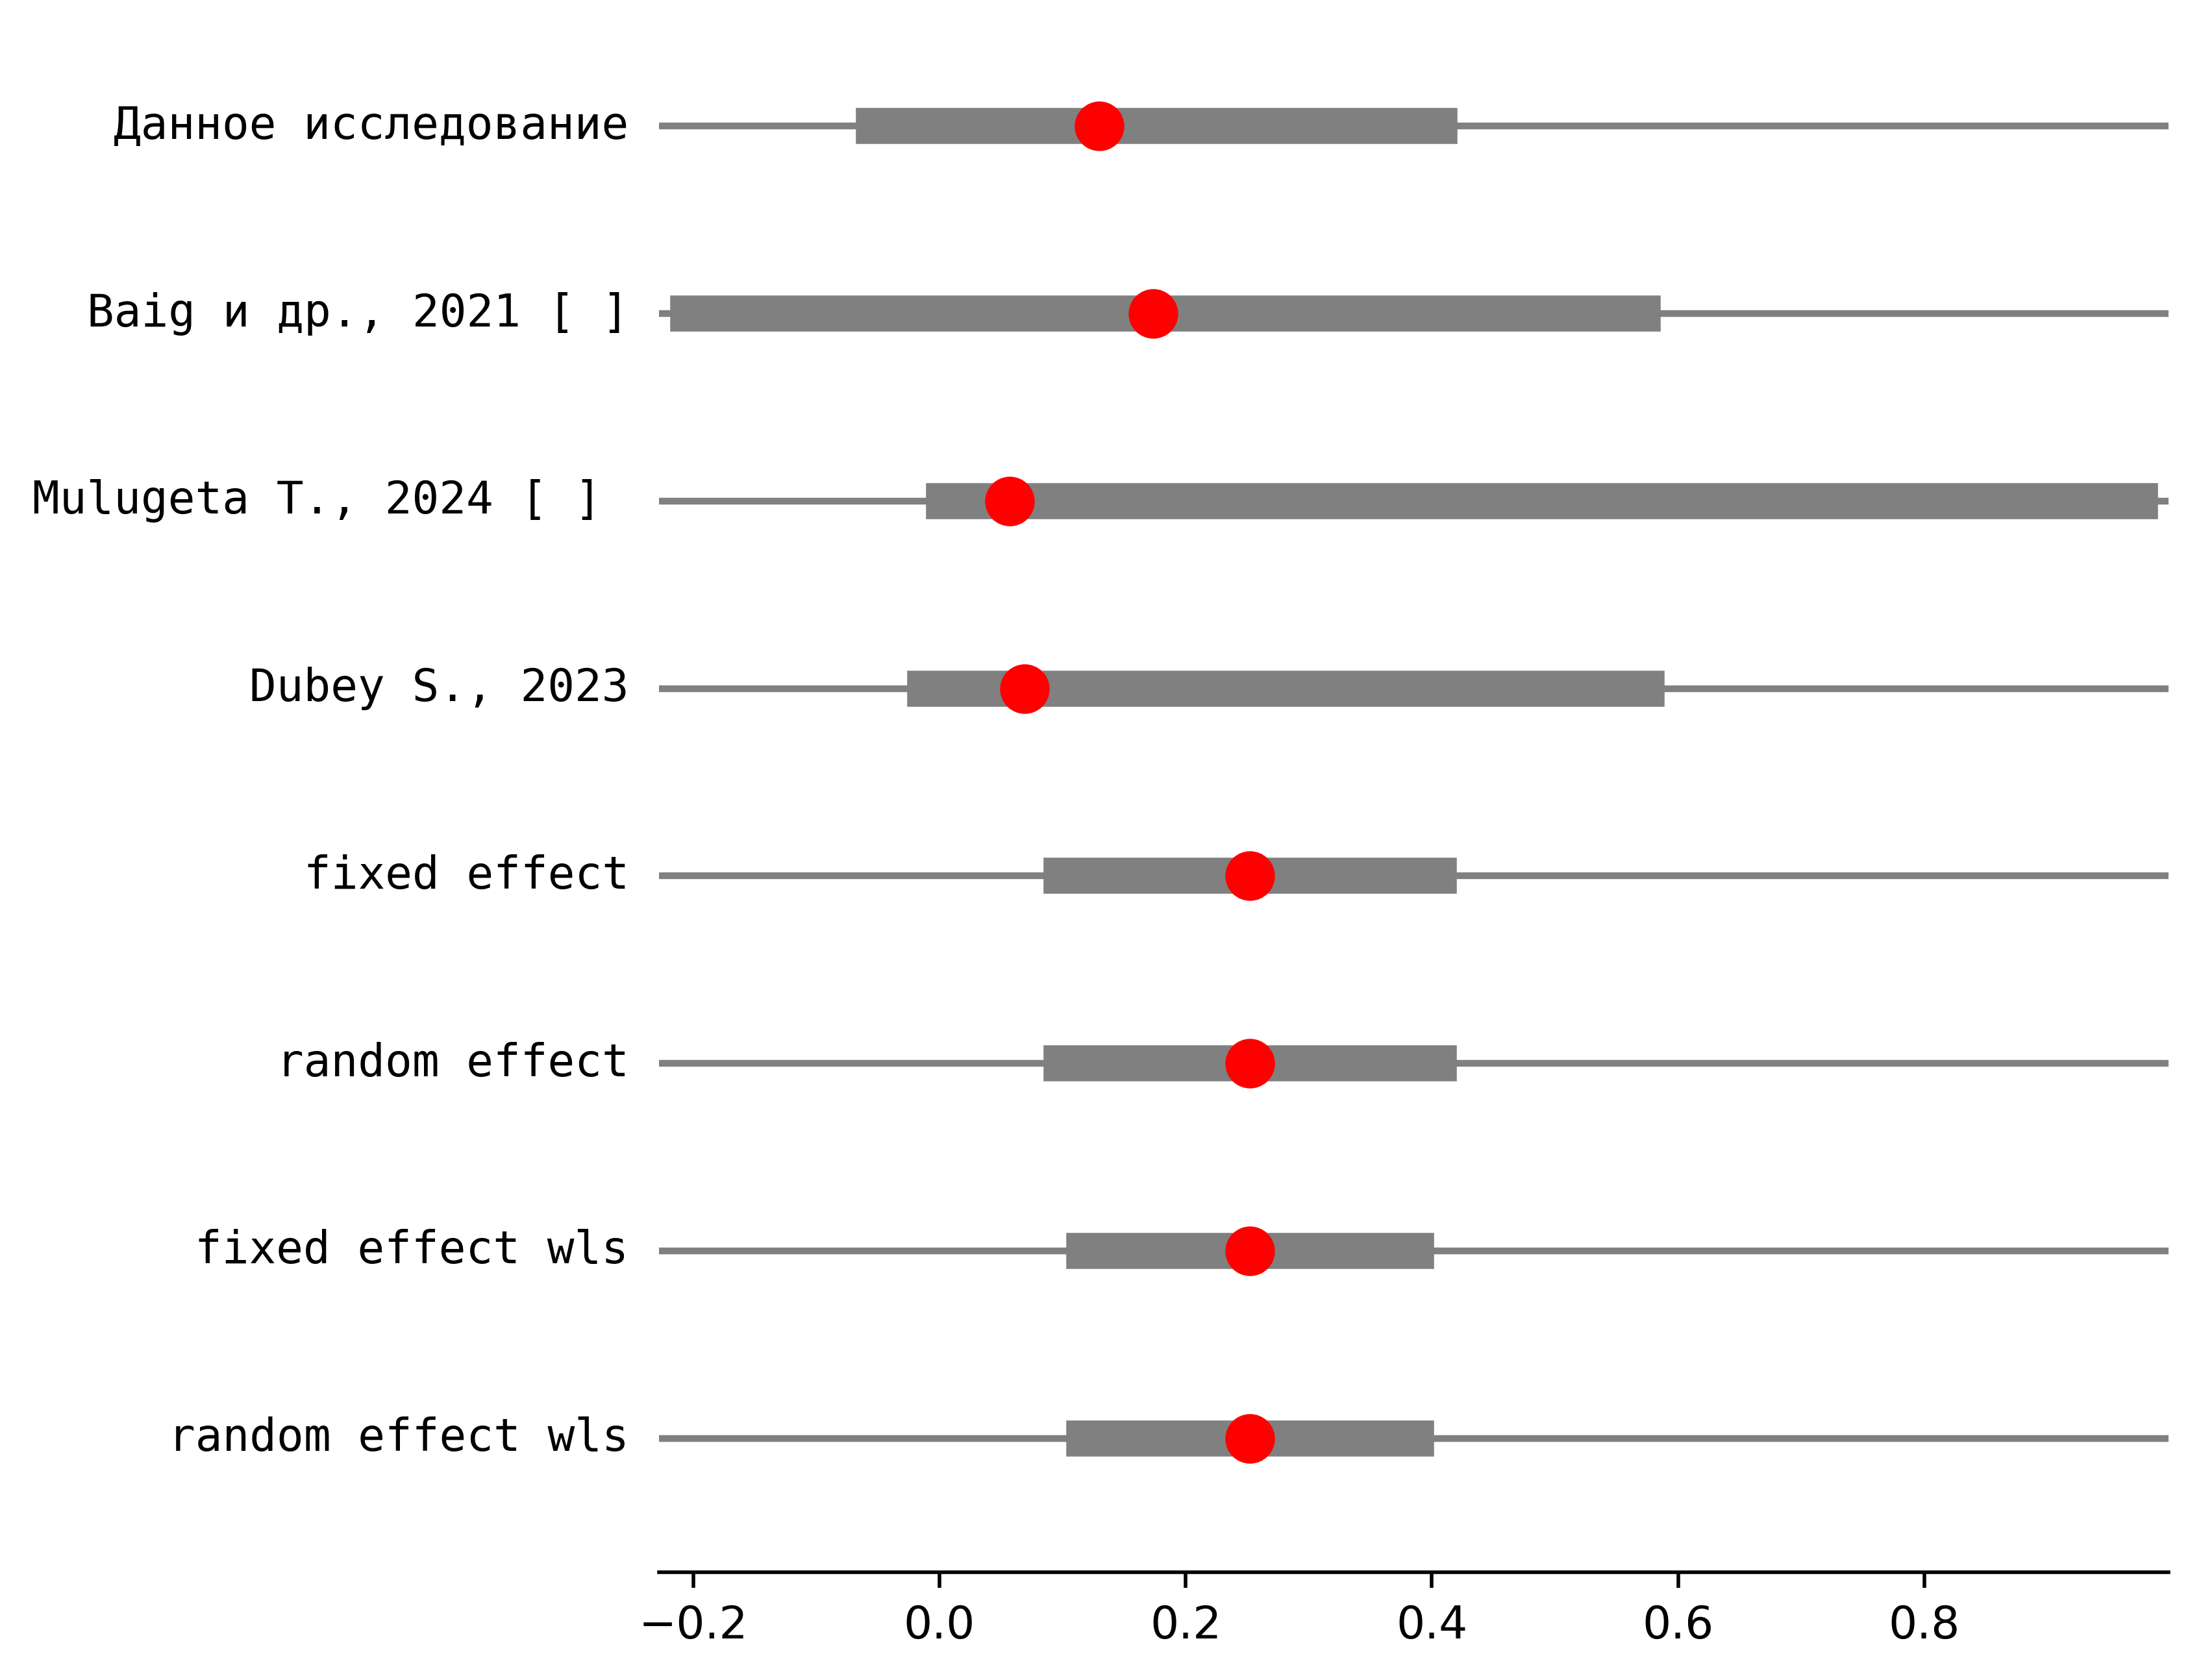 Данное исследование
Baig и др., 2021 [ ]
Mulugeta T., 2024 [ ]
Dubey S., 2023
fixed effect
random effect
fixed effect wls
random effect wls
−0.2 0.0 0.2 0.4 0.6 0.8